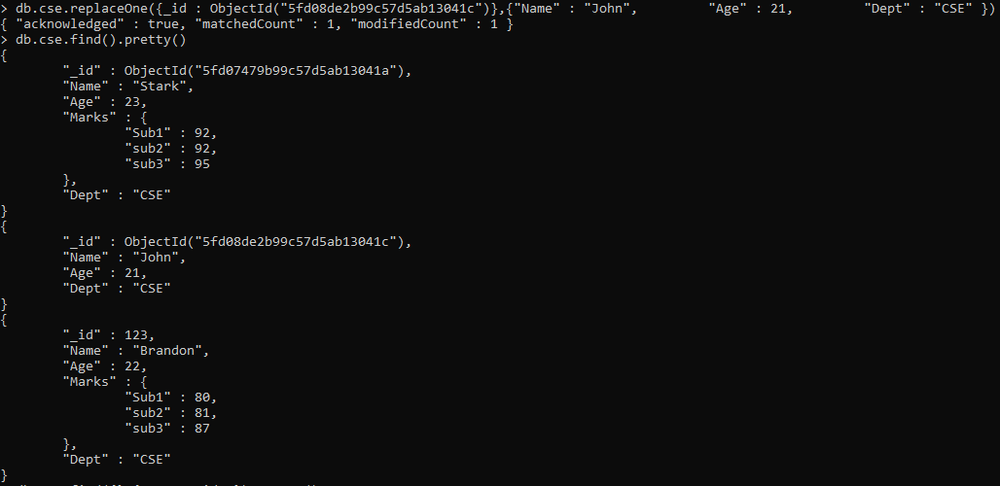 > db.cse.replaceOne({_id : ObjectId("5fd08de2b99c57d5ab13041c")},{"Name" : "John",         "Age" : 21,         "Dept" : "CSE" })
{ "acknowledged" : true, "matchedCount" : 1, "modifiedCount" : 1 }
> db.cse.find().pretty()
{
        "_id" : ObjectId("5fd07479b99c57d5ab13041a"),
        "Name" : "Stark",
        "Age" : 23,
        "Marks" : {
                "Sub1" : 92,
                "sub2" : 92,
                "sub3" : 95
        },
        "Dept" : "CSE"
}
{
        "_id" : ObjectId("5fd08de2b99c57d5ab13041c"),
        "Name" : "John",
        "Age" : 21,
        "Dept" : "CSE"
}
{
        "_id" : 123,
        "Name" : "Brandon",
        "Age" : 22,
        "Marks" : {
                "Sub1" : 80,
                "sub2" : 81,
                "sub3" : 87
        },
        "Dept" : "CSE"
}